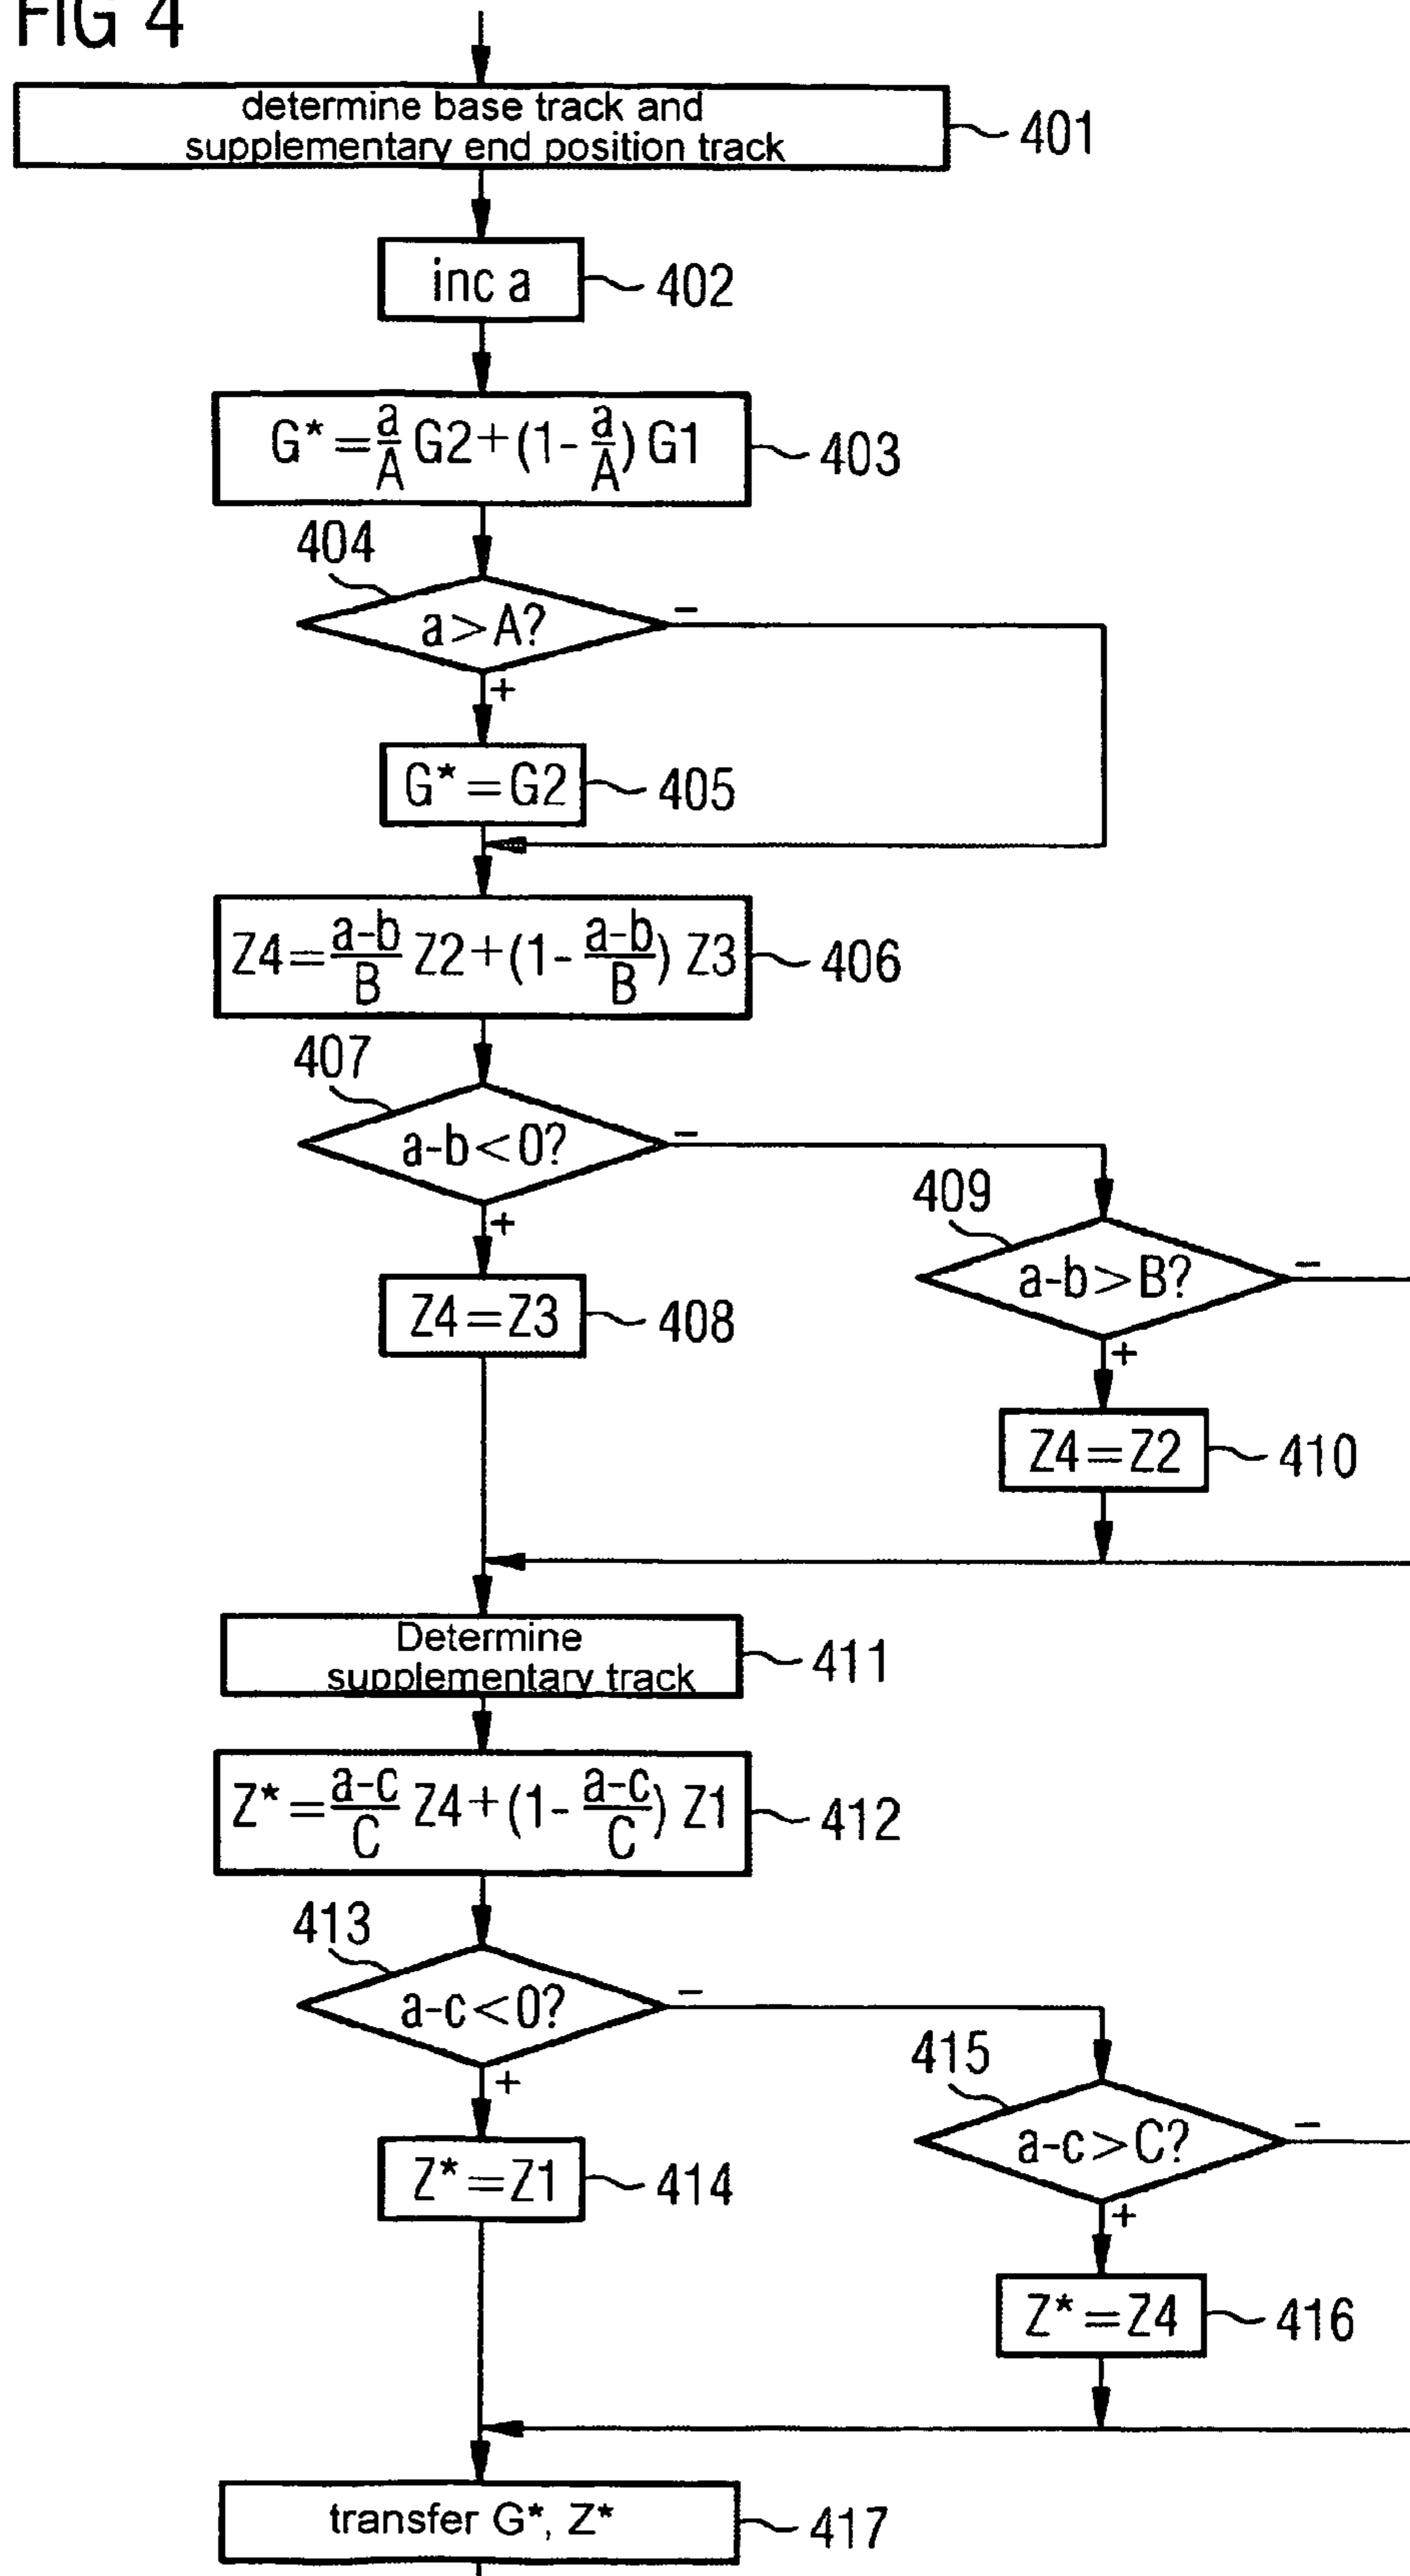 FIG 4
determine base track and
supplementary end position track
401
inc a
402
G* = a/A G2 + (1 - a/A) G1
403
404
a > A?
-
+
G* = G2
405
Z4 = a-b/B Z2 + (1 - a-b/B) Z3
406
407
a-b < 0?
-
+
409
a-b > B?
-
+
Z4 = Z3
408
Z4 = Z2
410
Determine
supplementary track
411
Z* = a-c/C Z4 + (1 - a-c/C) Z1
412
413
a-c < 0?
-
+
415
a-c > C?
-
+
Z* = Z1
414
Z* = Z4
416
transfer G*, Z*
417